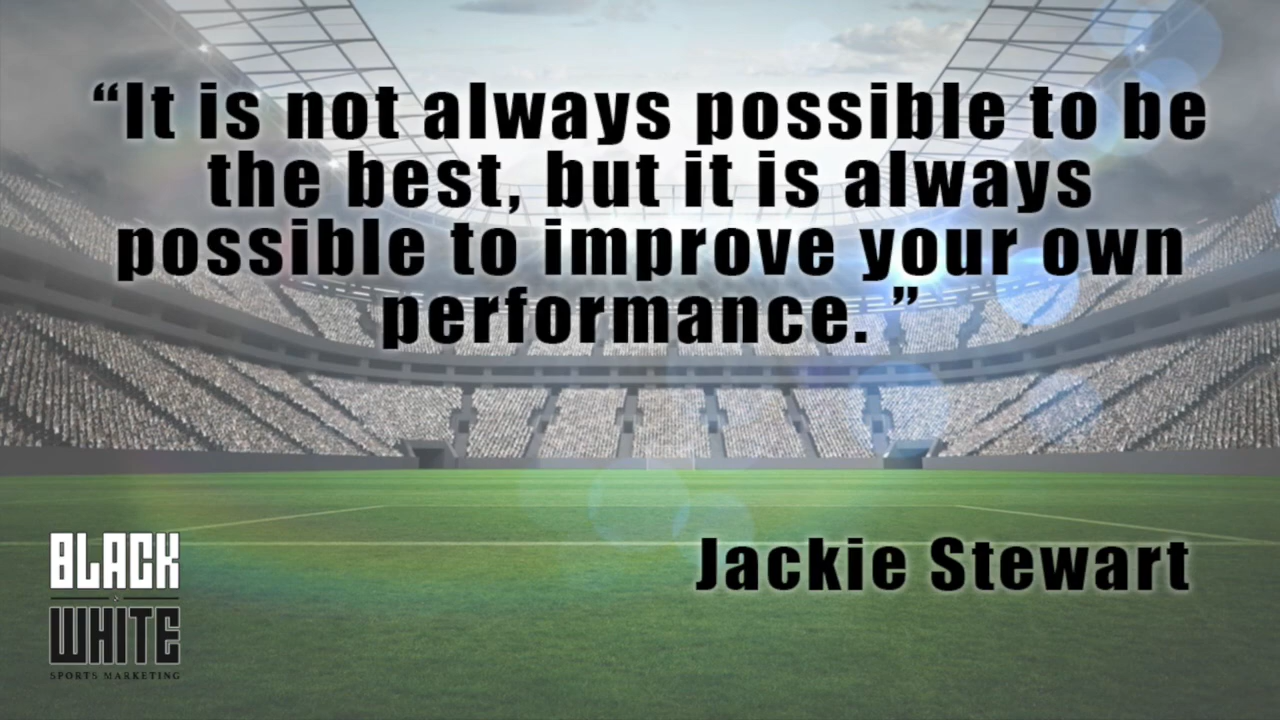 “It is not always possible to be
the best, but it is always
possible to improve your own
performance. ”
Jackie Stewart
BLACK
WHITE
SPORTS MARKETING